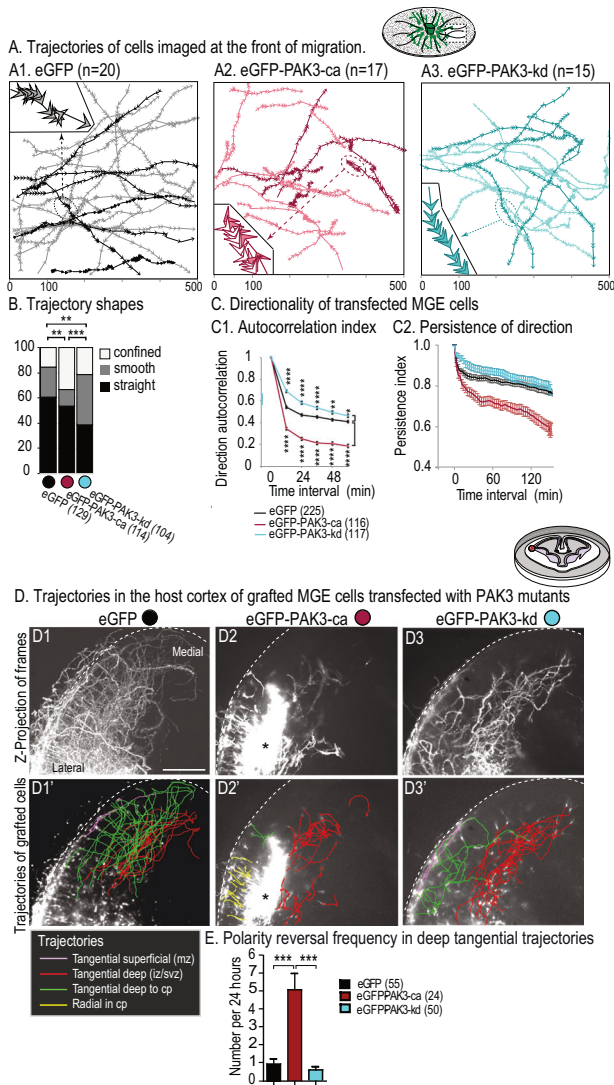 A. Trajectories of cells imaged at the front of migration.
A1. eGFP (n=20)
A2. eGFP-PAK3-ca (n=17)
A3. eGFP-PAK3-kd (n=15)
0 100 500
0 100 500
0 100 500
B. Trajectory shapes
**
** ***
100
80
60
40
20
0
confined
smooth
straight
eGFP (129)
eGFP-PAK3-ca (114)
eGFP-PAK3-kd (104)
C. Directionality of transfected MGE cells
C1. Autocorrelation index
Direction autocorrelation
1
0.8
0.6
0.4
0.2
0
0 12 24 36 48
Time interval (min)
eGFP (225)
eGFP-PAK3-ca (116)
eGFP-PAK3-kd (117)
C2. Persistence of direction
Persistence index
1.0
0.8
0.6
0.4
0 60 120
Time interval (min)
D. Trajectories in the host cortex of grafted MGE cells transfected with PAK3 mutants
eGFP
eGFP-PAK3-ca
eGFP-PAK3-kd
Z-Projection of frames
D1
Medial
Lateral
D2
*
D3
Trajectories of grafted cells
D1'
D2'
*
D3'
Trajectories
Tangential superficial (mz)
Tangential deep (iz/svz)
Tangential deep to cp
Radial in cp
E. Polarity reversal frequency in deep tangential trajectories
Number per 24 hours
6
5
4
3
2
1
0
*** ***
eGFP (55)
eGFPPAK3-ca (24)
eGFPPAK3-kd (50)